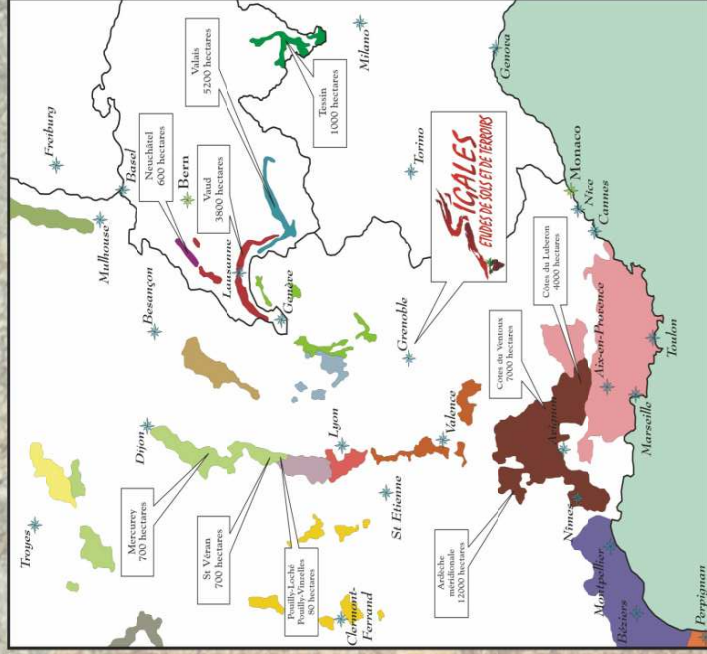 Troyes
Freiburg
Mulhouse
Basel
Mercurey
700 hectares
Dijon
Besançon
Neuchâtel
600 hectares
Bern
Valais
5200 hectares
Vaud
3800 hectares
St Véran
700 hectares
Lausanne
Genève
Pouilly-Loché
Pouilly-Vinzelles
80 hectares
Tessin
1000 hectares
Lyon
Milano
Clermont-
Ferrand
St Etienne
Grenoble
Torino
Valence
SIGALES
ETUDES DE SOLS ET DE TERROIRS
Ardèche
méridionale
12000 hectares
Genova
Côtes du Ventoux
7000 hectares
Côtes du Luberon
4000 hectares
Avignon
Nîmes
Monaco
Nice
Cannes
Montpellier
Aix-en-Provence
Béziers
Marseille
Toulon
Perpignan